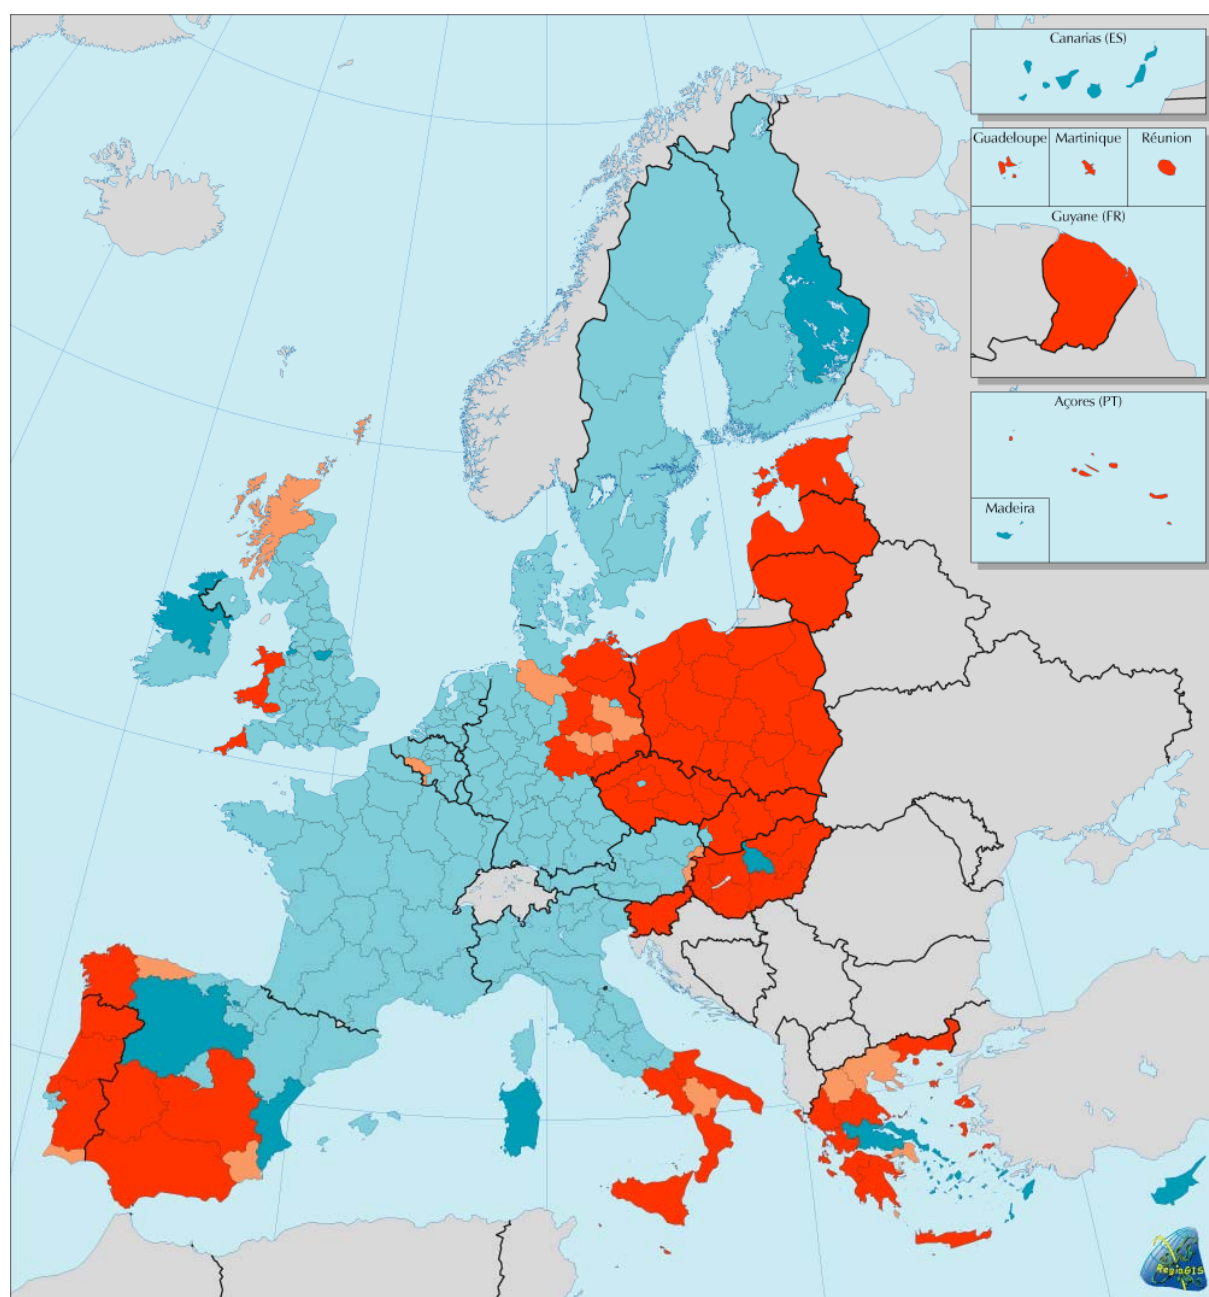 Canarias (ES)
Guadeloupe
Martinique
Réunion
Guyane (FR)
Açores (PT)
Madeira
RegioGIS